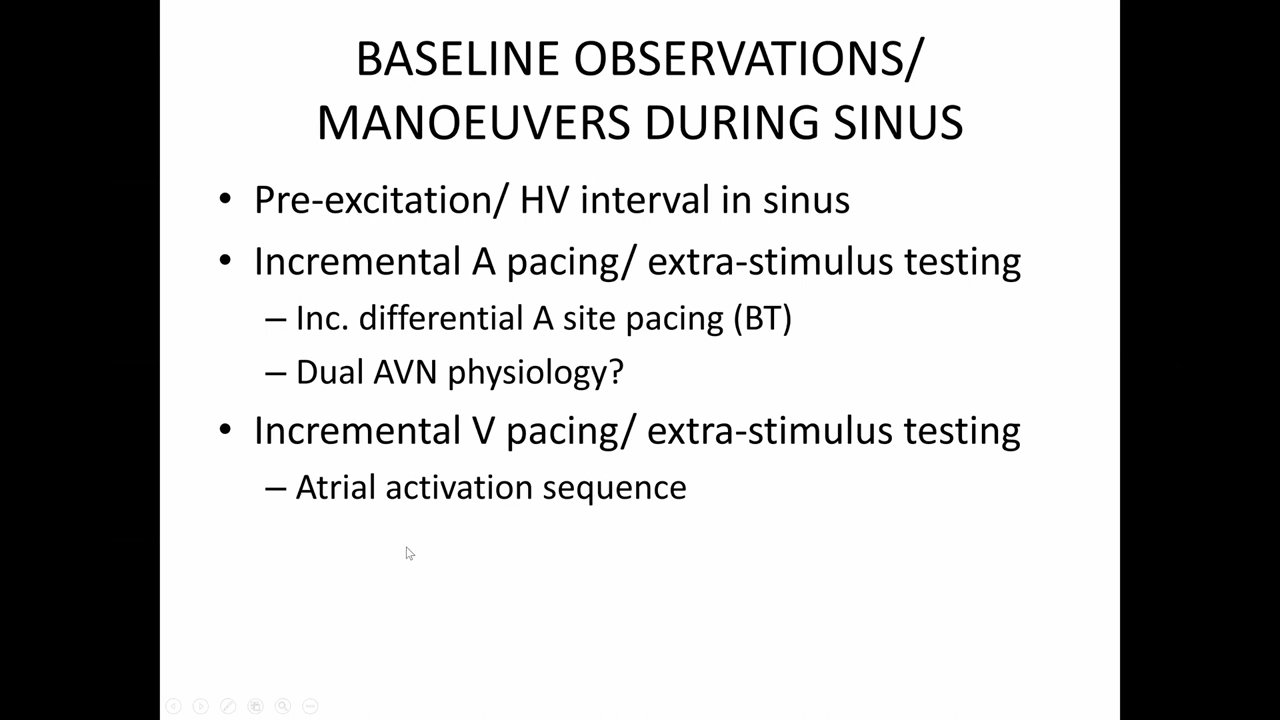 BASELINE OBSERVATIONS/
MANOEUVERS DURING SINUS
• Pre-excitation/ HV interval in sinus
• Incremental A pacing/ extra-stimulus testing
– Inc. differential A site pacing (BT)
– Dual AVN physiology?
• Incremental V pacing/ extra-stimulus testing
– Atrial activation sequence